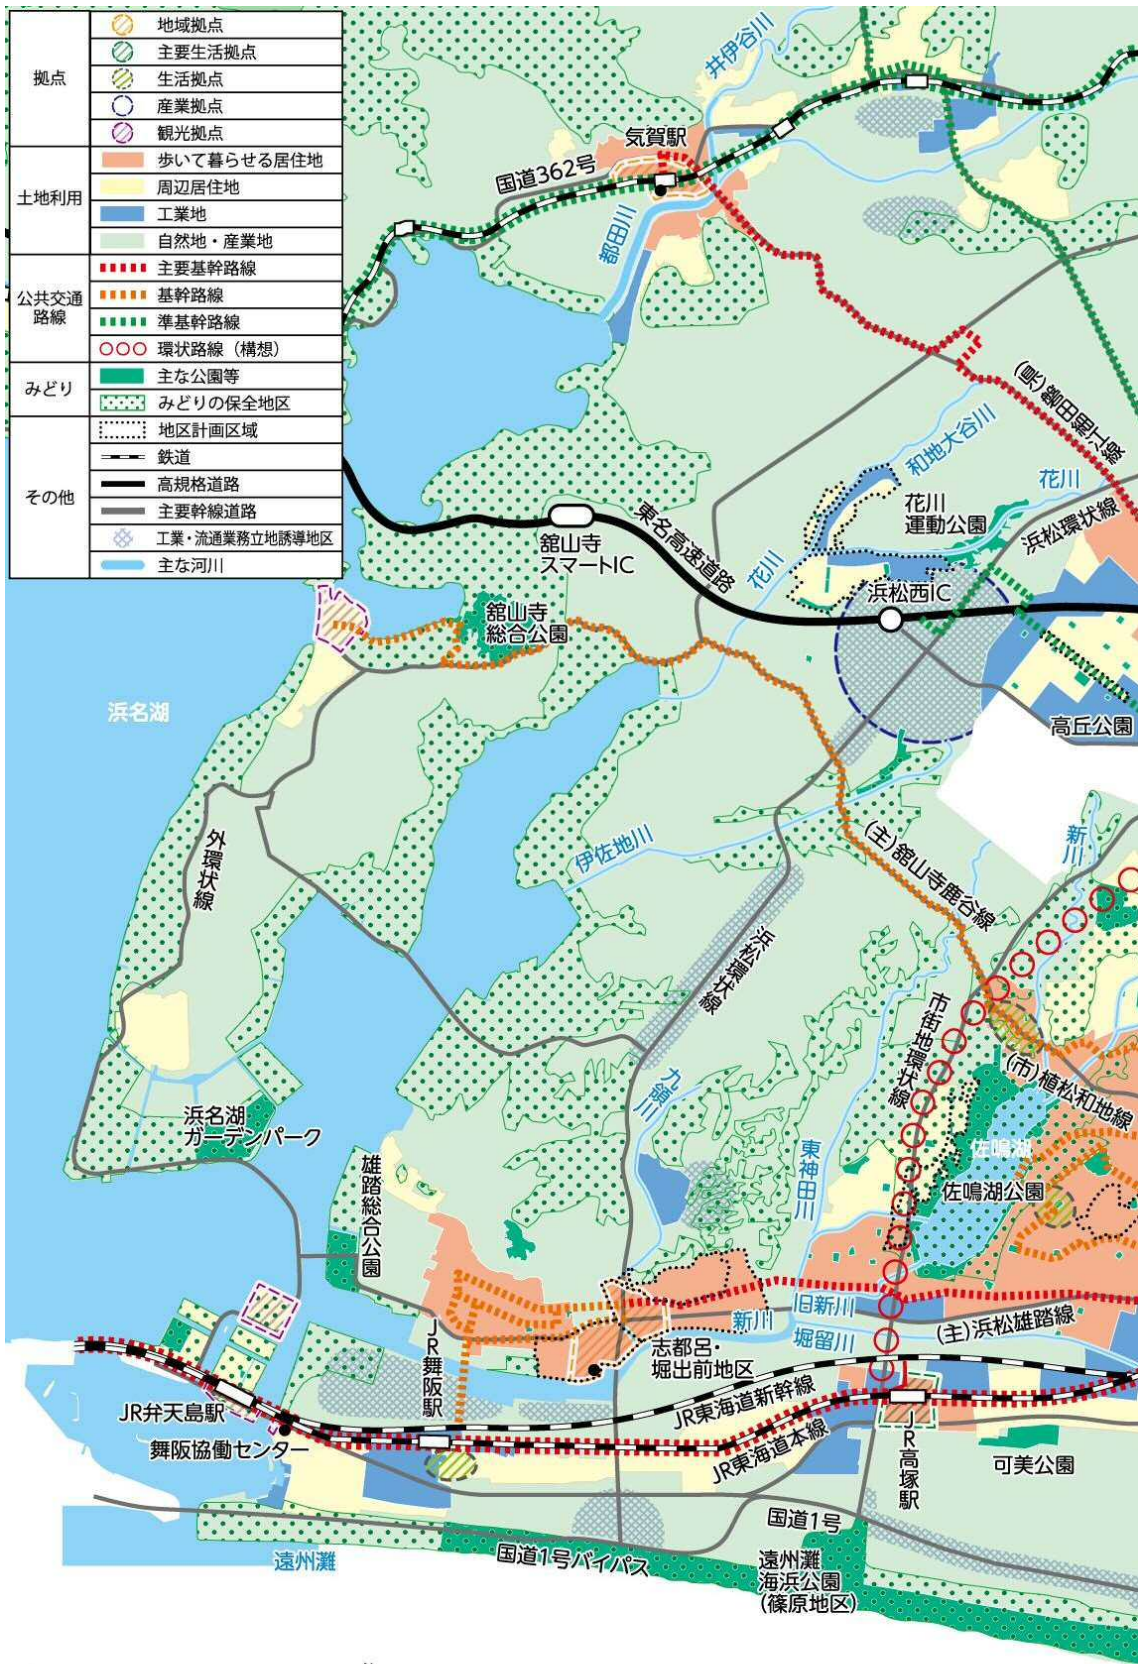 拠点
地域拠点
主要生活拠点
生活拠点
産業拠点
観光拠点
土地利用
歩いて暮らせる居住地
周辺居住地
工業地
自然地・産業地
公共交通
路線
主要基幹路線
基幹路線
準基幹路線
環状路線（構想）
みどり
主な公園等
みどりの保全地区
その他
地区計画区域
鉄道
高規格道路
主要幹線道路
工業・流通業務立地誘導地区
主な河川
井伊谷川
気賀駅
国道362号
都田川
(県)磐田細江線
和地大谷川
花川
花川
運動公園
浜松環状線
東名高速道路
舘山寺
スマートIC
花川
浜松西IC
舘山寺
総合公園
浜名湖
高丘公園
新川
外環状線
伊佐地川
(主)舘山寺鹿谷線
浜松環状線
市街地環状線
(市)植松和地線
九領川
浜名湖
ガーデンパーク
雄踏総合公園
東神田川
佐鳴湖
佐鳴湖公園
JR舞阪駅
新川
旧新川
堀留川
(主)浜松雄踏線
志都呂・
堀出前地区
JR弁天島駅
舞阪協働センター
JR東海道新幹線
JR東海道本線
JR高塚駅
可美公園
国道1号
国道1号バイパス
遠州灘
遠州灘
海浜公園
(篠原地区)